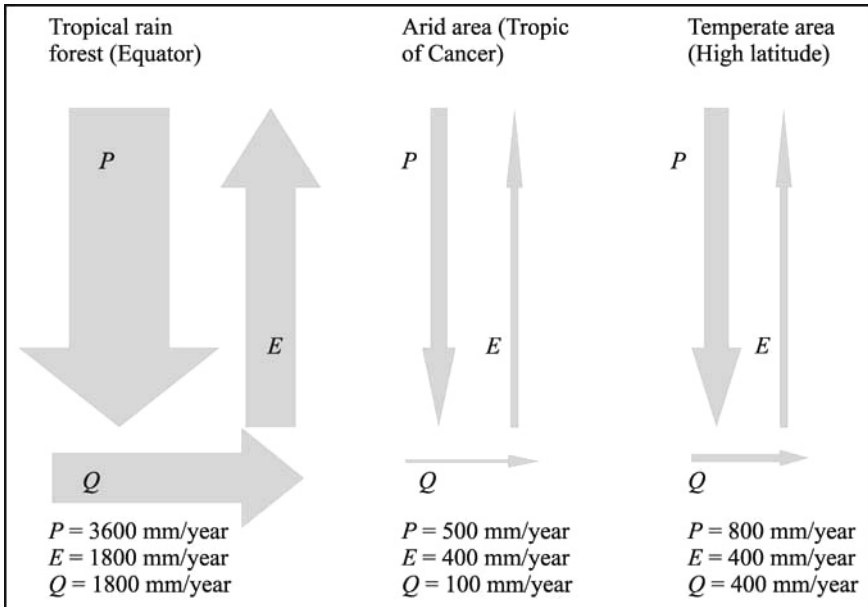 Tropical rain
forest (Equator)
P
E
Q
P = 3600 mm/year
E = 1800 mm/year
Q = 1800 mm/year
Arid area (Tropic
of Cancer)
P
E
Q
P = 500 mm/year
E = 400 mm/year
Q = 100 mm/year
Temperate area
(High latitude)
P
E
Q
P = 800 mm/year
E = 400 mm/year
Q = 400 mm/year